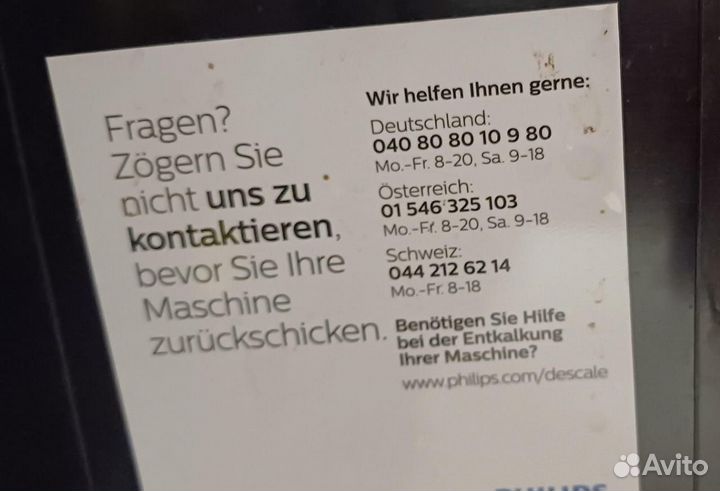 Fragen?
Zögern Sie
nicht uns zu
kontaktieren,
bevor Sie Ihre
Maschine
zurückschicken.
Wir helfen Ihnen gerne:
Deutschland:
040 80 80 10 9 80
Mo.-Fr. 8-20, Sa. 9-18
Österreich:
01 546 325 103
Mo.-Fr. 8-20, Sa. 9-18
Schweiz:
044 212 62 14
Mo.-Fr. 8-18
Benötigen Sie Hilfe
bei der Entkalkung
Ihrer Maschine?
www.philips.com/descale
Avito